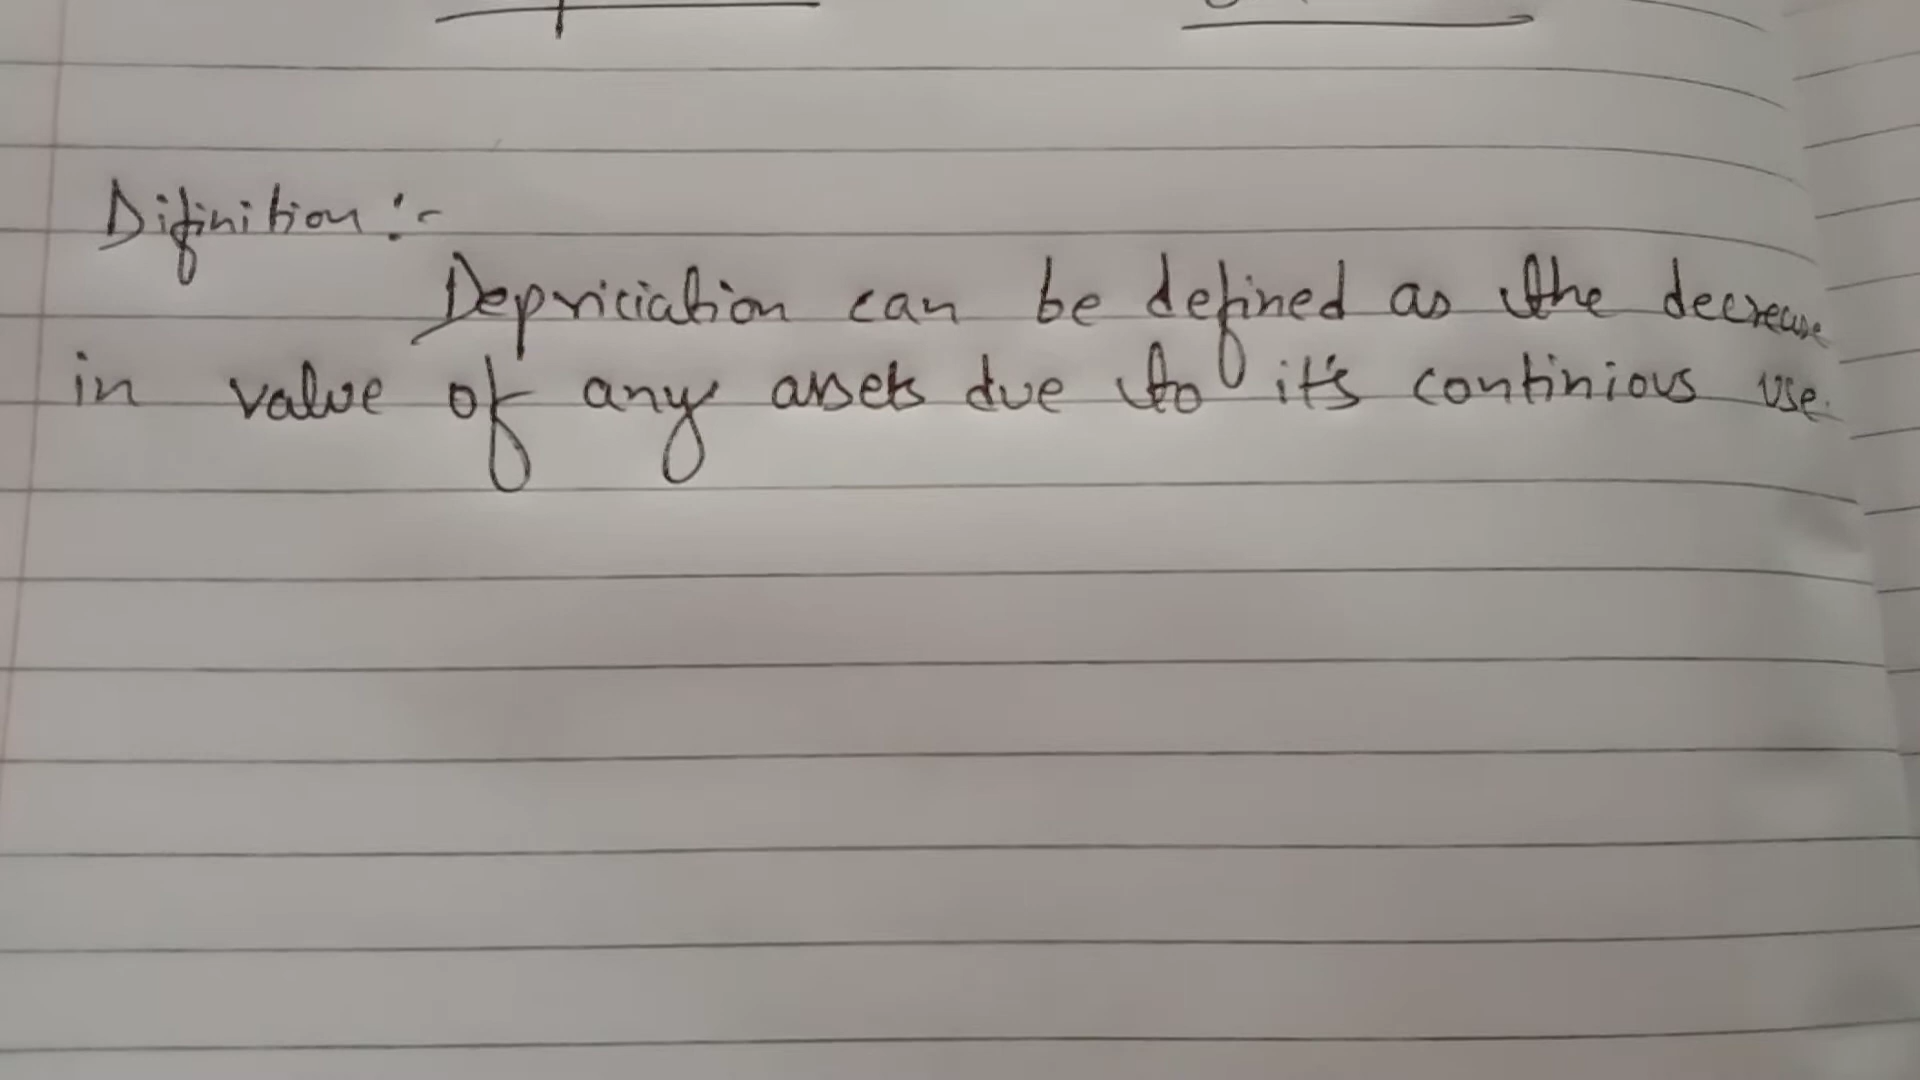 Difinition :-
Depriciation can be defined as the decrease
in value of any assets due to it's continious use.